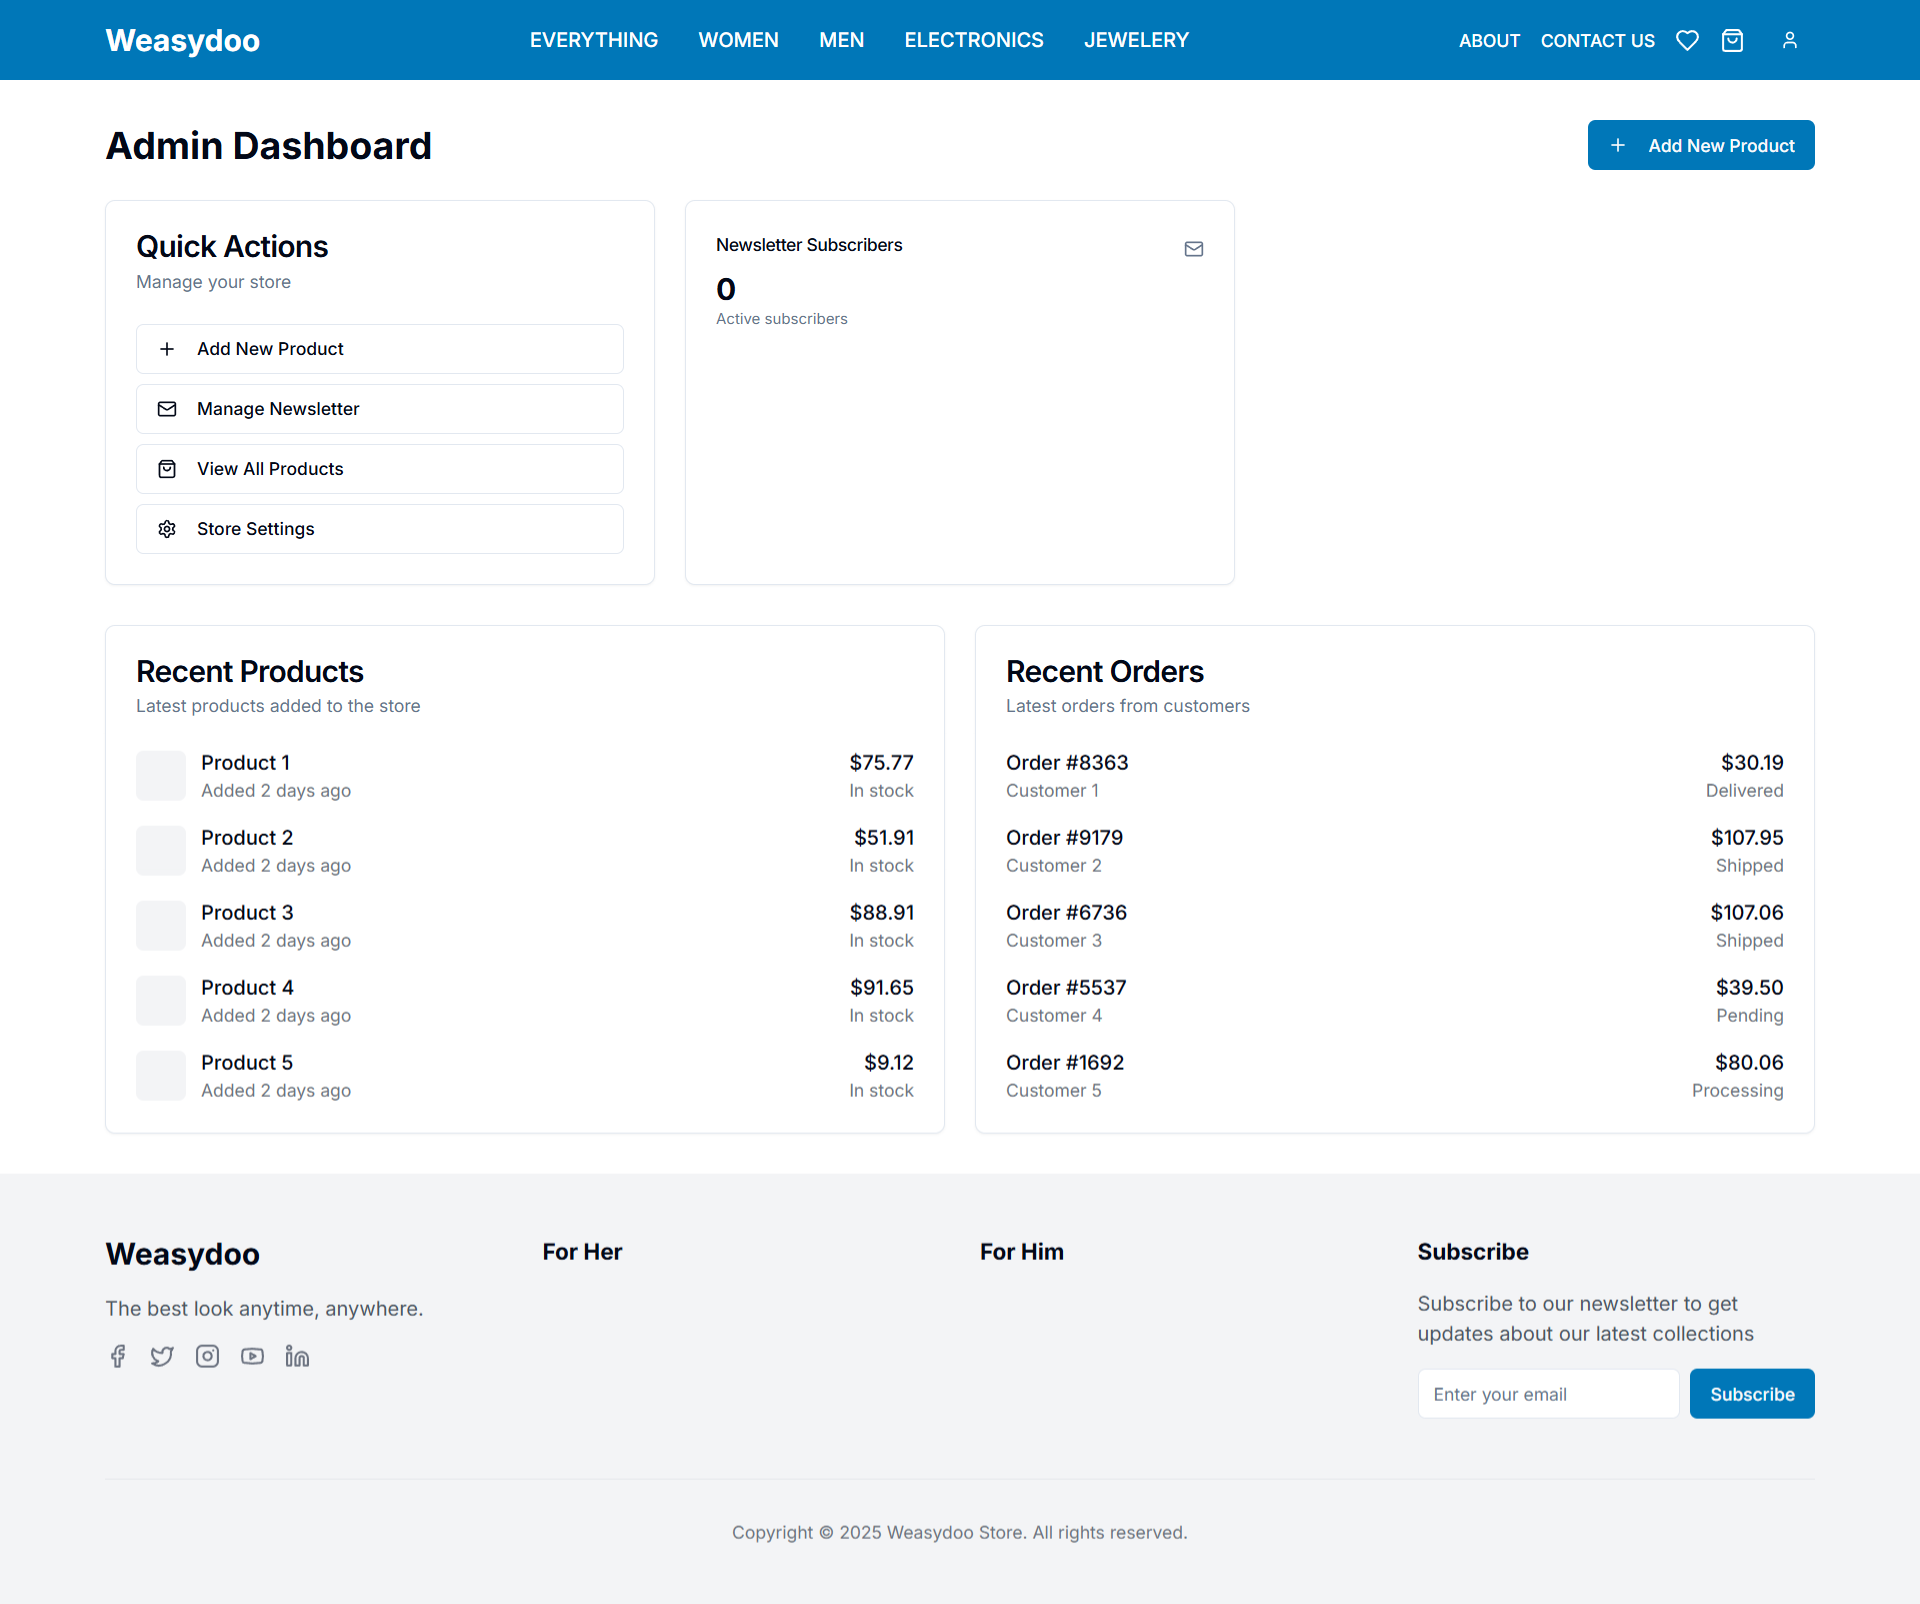 Weasydoo
EVERYTHING WOMEN MEN ELECTRONICS JEWELERY
ABOUT CONTACT US
Admin Dashboard
Add New Product
Quick Actions
Manage your store
Add New Product
Manage Newsletter
View All Products
Store Settings
Newsletter Subscribers
0
Active subscribers
Recent Products
Latest products added to the store
Product 1 $75.77
Added 2 days ago In stock
Product 2 $51.91
Added 2 days ago In stock
Product 3 $88.91
Added 2 days ago In stock
Product 4 $91.65
Added 2 days ago In stock
Product 5 $9.12
Added 2 days ago In stock
Recent Orders
Latest orders from customers
Order #8363 $30.19
Customer 1 Delivered
Order #9179 $107.95
Customer 2 Shipped
Order #6736 $107.06
Customer 3 Shipped
Order #5537 $39.50
Customer 4 Pending
Order #1692 $80.06
Customer 5 Processing
Weasydoo
The best look anytime, anywhere.
For Her
For Him
Subscribe
Subscribe to our newsletter to get
updates about our latest collections
Enter your email Subscribe
Copyright © 2025 Weasydoo Store. All rights reserved.